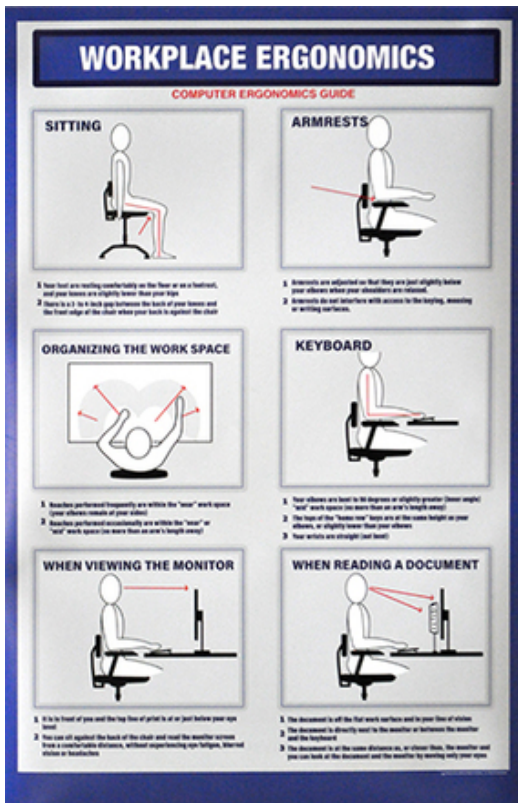 WORKPLACE ERGONOMICS
COMPUTER ERGONOMICS GUIDE
SITTING
1 Your feet are resting comfortably on the floor or on a footrest,
and your knees are slightly lower than your hips
2 There is a 3 to 4 inch gap between the back of your knees and
the front edge of the chair when your back is against the chair
ARMRESTS
1 Armrests are adjusted so that they are just slightly below
your elbows when your shoulders are relaxed.
2 Armrests do not interfere with access to the keying, mousing
or writing surfaces.
ORGANIZING THE WORK SPACE
1 Reaches performed frequently are within the "near" work space
(your elbows remain at your sides)
2 Reaches performed occasionally are within the "near" or
"mid" work space (no more than an arm's length away)
KEYBOARD
1 Your elbows are bent to 90 degrees or slightly greater (inner angle)
"mid" work space (no more than an arm's length away)
2 The tops of the "home row" keys are at the same height as your
elbows, or slightly lower than your elbows
3 Your wrists are straight (not bent)
WHEN VIEWING THE MONITOR
1 It is in front of you and the top line of print is at or just below your eye
level
2 You can sit against the back of the chair and read the monitor screen
from a comfortable distance, without experiencing eye fatigue, blurred
vision or headaches
WHEN READING A DOCUMENT
1 The document is off the flat work surface and in your line of vision
2 The document is directly next to the monitor or between the monitor
and the keyboard
3 The document is at the same distance as, or closer than, the monitor and
you can look at the document and the monitor by moving only your eyes